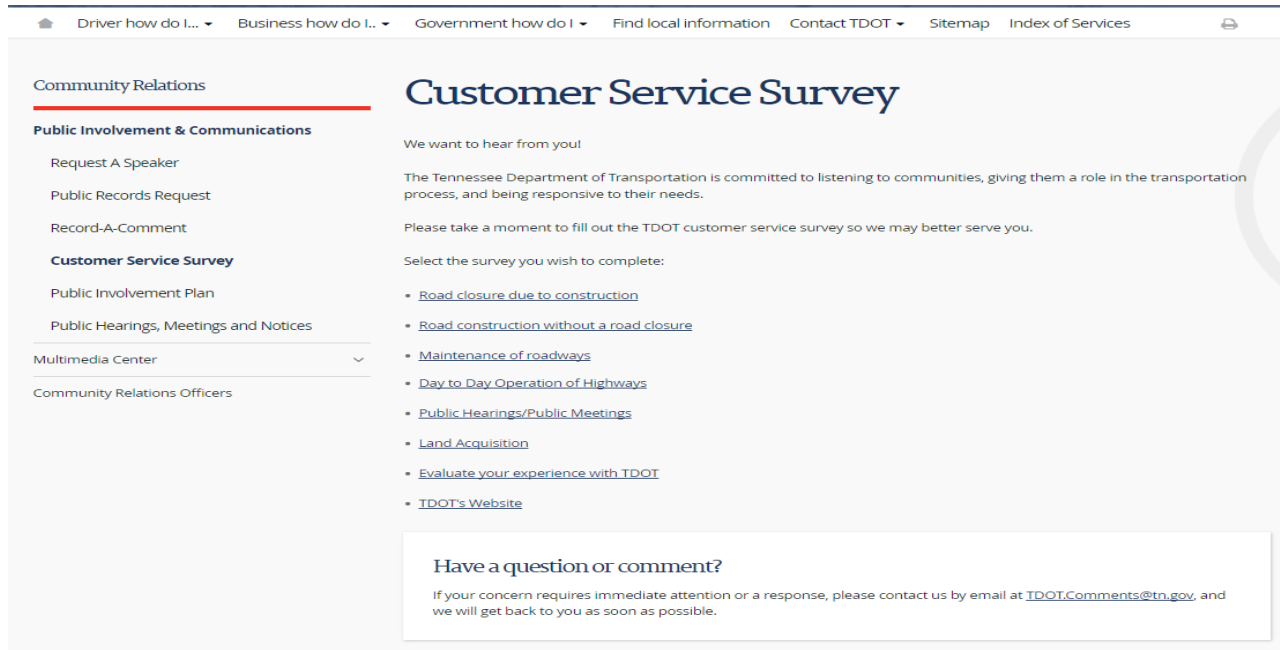 Driver how do I... Business how do I.. Government how do I Find local information Contact TDOT Sitemap Index of Services
Community Relations
Public Involvement & Communications
Request A Speaker
Public Records Request
Record-A-Comment
Customer Service Survey
Public Involvement Plan
Public Hearings, Meetings and Notices
Multimedia Center
Community Relations Officers
Customer Service Survey
We want to hear from you!
The Tennessee Department of Transportation is committed to listening to communities, giving them a role in the transportation
process, and being responsive to their needs.
Please take a moment to fill out the TDOT customer service survey so we may better serve you.
Select the survey you wish to complete:
• Road closure due to construction
• Road construction without a road closure
• Maintenance of roadways
• Day to Day Operation of Highways
• Public Hearings/Public Meetings
• Land Acquisition
• Evaluate your experience with TDOT
• TDOT's Website
Have a question or comment?
If your concern requires immediate attention or a response, please contact us by email at TDOT.Comments@tn.gov, and
we will get back to you as soon as possible.